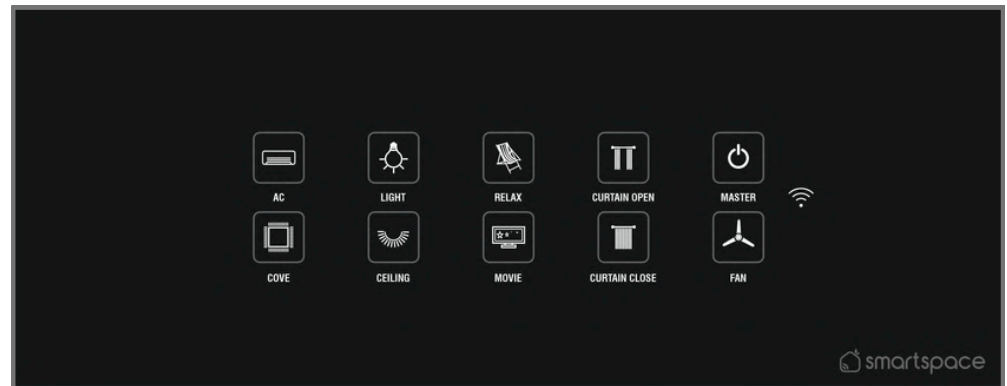 AC LIGHT RELAX CURTAIN OPEN MASTER
COVE CEILING MOVIE CURTAIN CLOSE FAN
smartspace